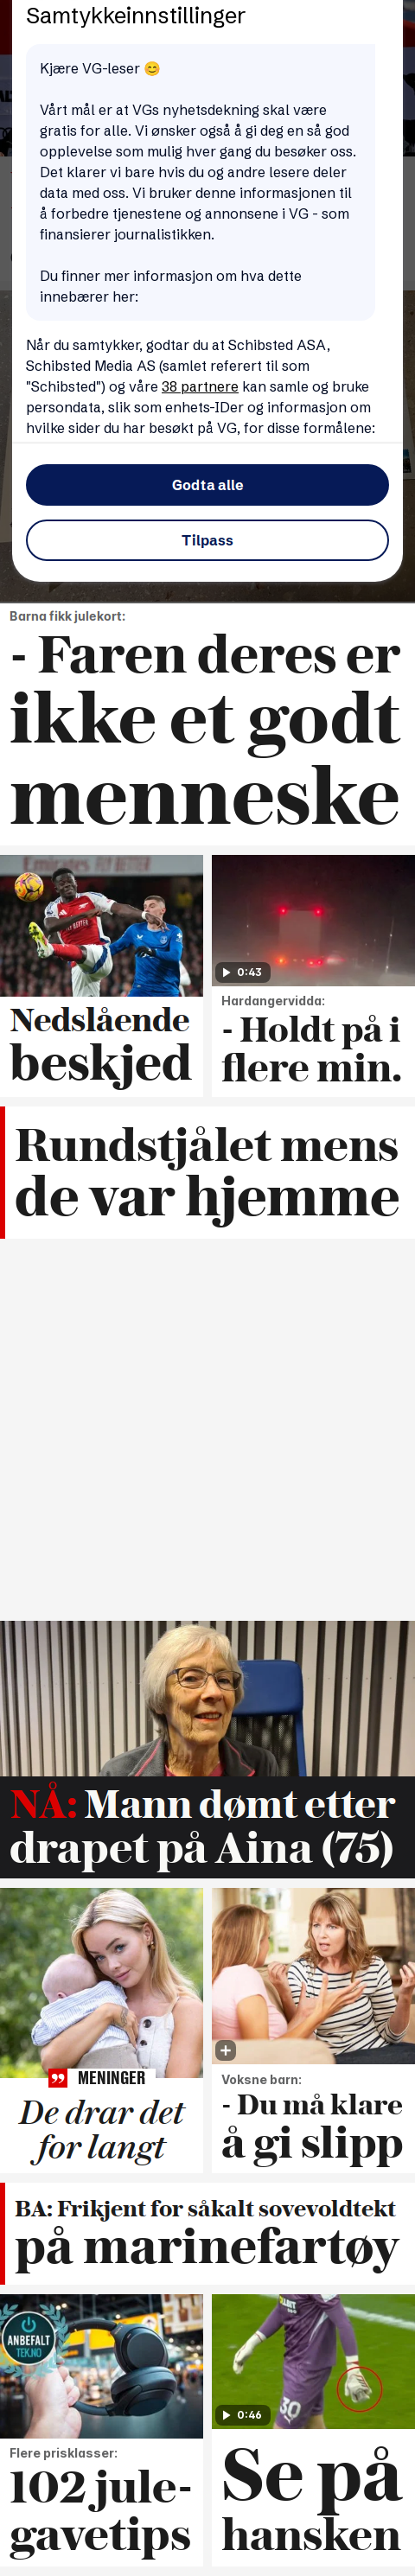 Samtykkeinnstillinger
Kjære VG-leser 😊
Vårt mål er at VGs nyhetsdekning skal være
gratis for alle. Vi ønsker også å gi deg en så god
opplevelse som mulig hver gang du besøker oss.
Det klarer vi bare hvis du og andre lesere deler
data med oss. Vi bruker denne informasjonen til
å forbedre tjenestene og annonsene i VG - som
finansierer journalistikken.
Du finner mer informasjon om hva dette
innebærer her:
Når du samtykker, godtar du at Schibsted ASA,
Schibsted Media AS (samlet referert til som
"Schibsted") og våre 38 partnere kan samle og bruke
persondata, slik som enhets-IDer og informasjon om
hvilke sider du har besøkt på VG, for disse formålene:
Godta alle
Tilpass
Barna fikk julekort:
- Faren deres er
ikke et godt
menneske
Emirates FLY BETTER
Nedslående
beskjed
0:43
Hardangervidda:
- Holdt på i
flere min.
Rundstjålet mens
de var hjemme
NÅ: Mann dømt etter
drapet på Aina (75)
MENINGER
De drar det
for langt
Voksne barn:
- Du må klare
å gi slipp
BA: Frikjent for såkalt sovevoldtekt
på marinefartøy
ANBEFALT
TEK.NO
Flere prisklasser:
102 jule-
gavetips
30
0:46
Se på
hansken